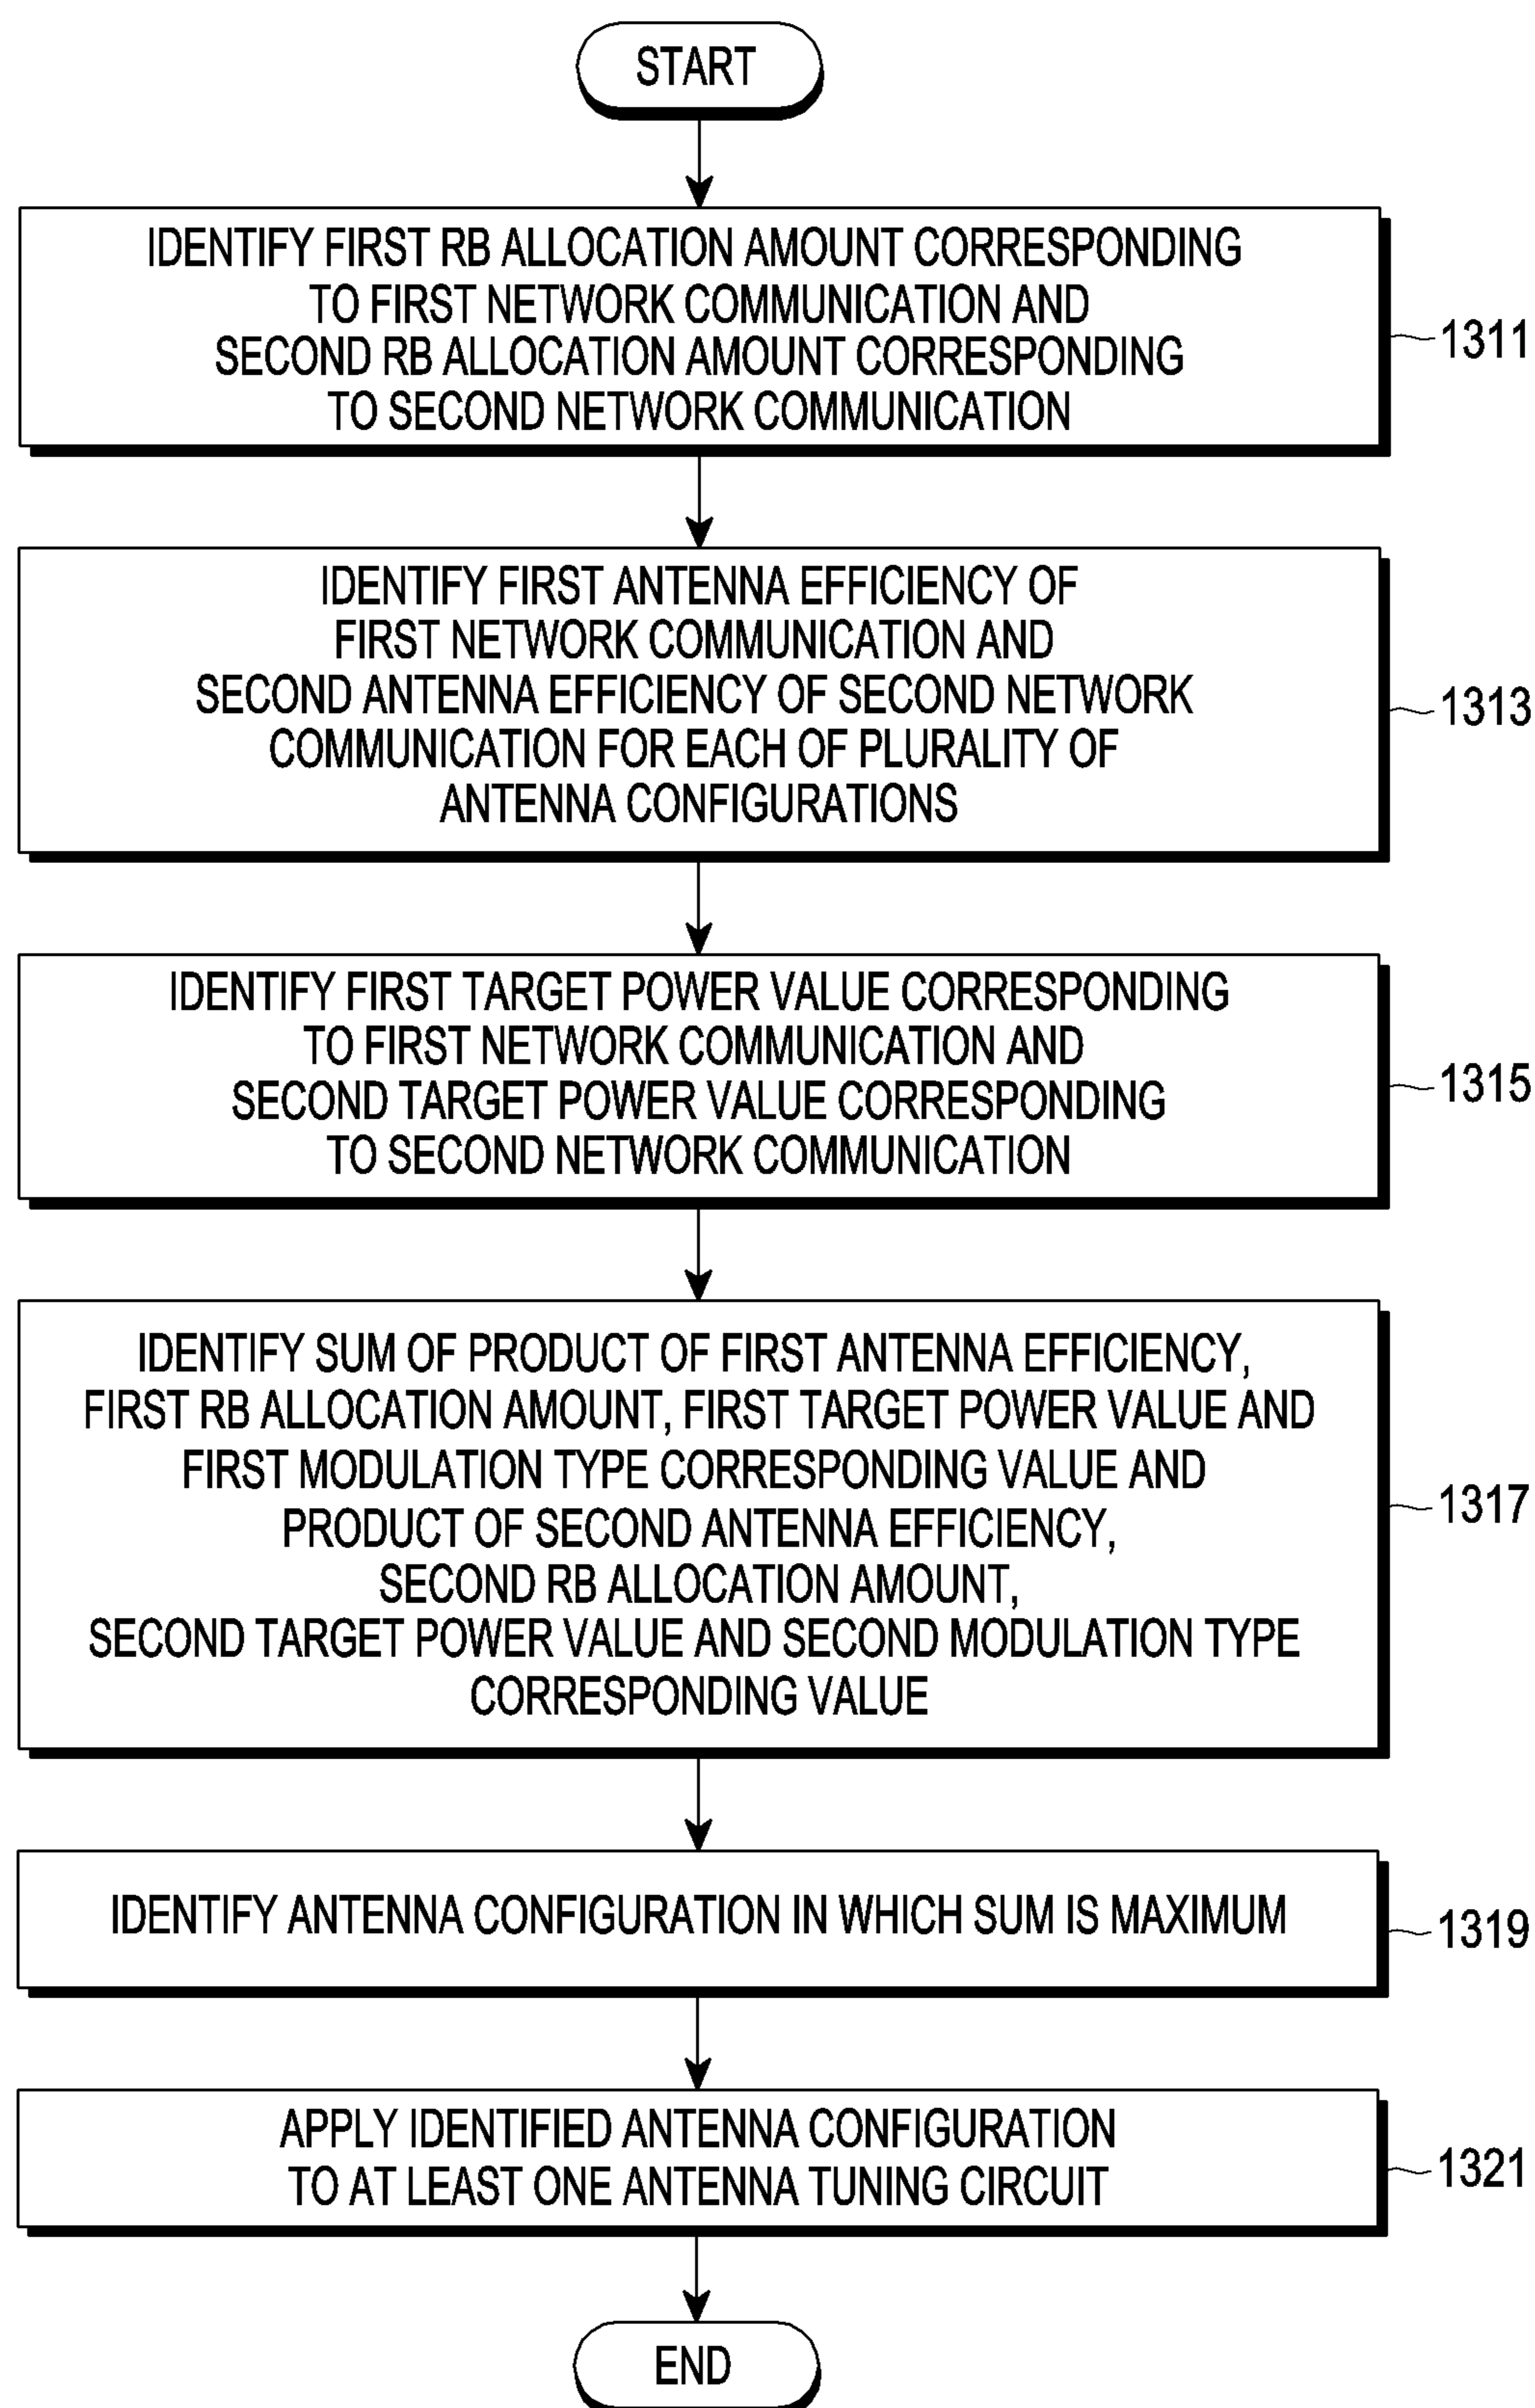 START
IDENTIFY FIRST RB ALLOCATION AMOUNT CORRESPONDING
TO FIRST NETWORK COMMUNICATION AND
SECOND RB ALLOCATION AMOUNT CORRESPONDING
TO SECOND NETWORK COMMUNICATION
1311
IDENTIFY FIRST ANTENNA EFFICIENCY OF
FIRST NETWORK COMMUNICATION AND
SECOND ANTENNA EFFICIENCY OF SECOND NETWORK
COMMUNICATION FOR EACH OF PLURALITY OF
ANTENNA CONFIGURATIONS
1313
IDENTIFY FIRST TARGET POWER VALUE CORRESPONDING
TO FIRST NETWORK COMMUNICATION AND
SECOND TARGET POWER VALUE CORRESPONDING
TO SECOND NETWORK COMMUNICATION
1315
IDENTIFY SUM OF PRODUCT OF FIRST ANTENNA EFFICIENCY,
FIRST RB ALLOCATION AMOUNT, FIRST TARGET POWER VALUE AND
FIRST MODULATION TYPE CORRESPONDING VALUE AND
PRODUCT OF SECOND ANTENNA EFFICIENCY,
SECOND RB ALLOCATION AMOUNT,
SECOND TARGET POWER VALUE AND SECOND MODULATION TYPE
CORRESPONDING VALUE
1317
IDENTIFY ANTENNA CONFIGURATION IN WHICH SUM IS MAXIMUM
1319
APPLY IDENTIFIED ANTENNA CONFIGURATION
TO AT LEAST ONE ANTENNA TUNING CIRCUIT
1321
END